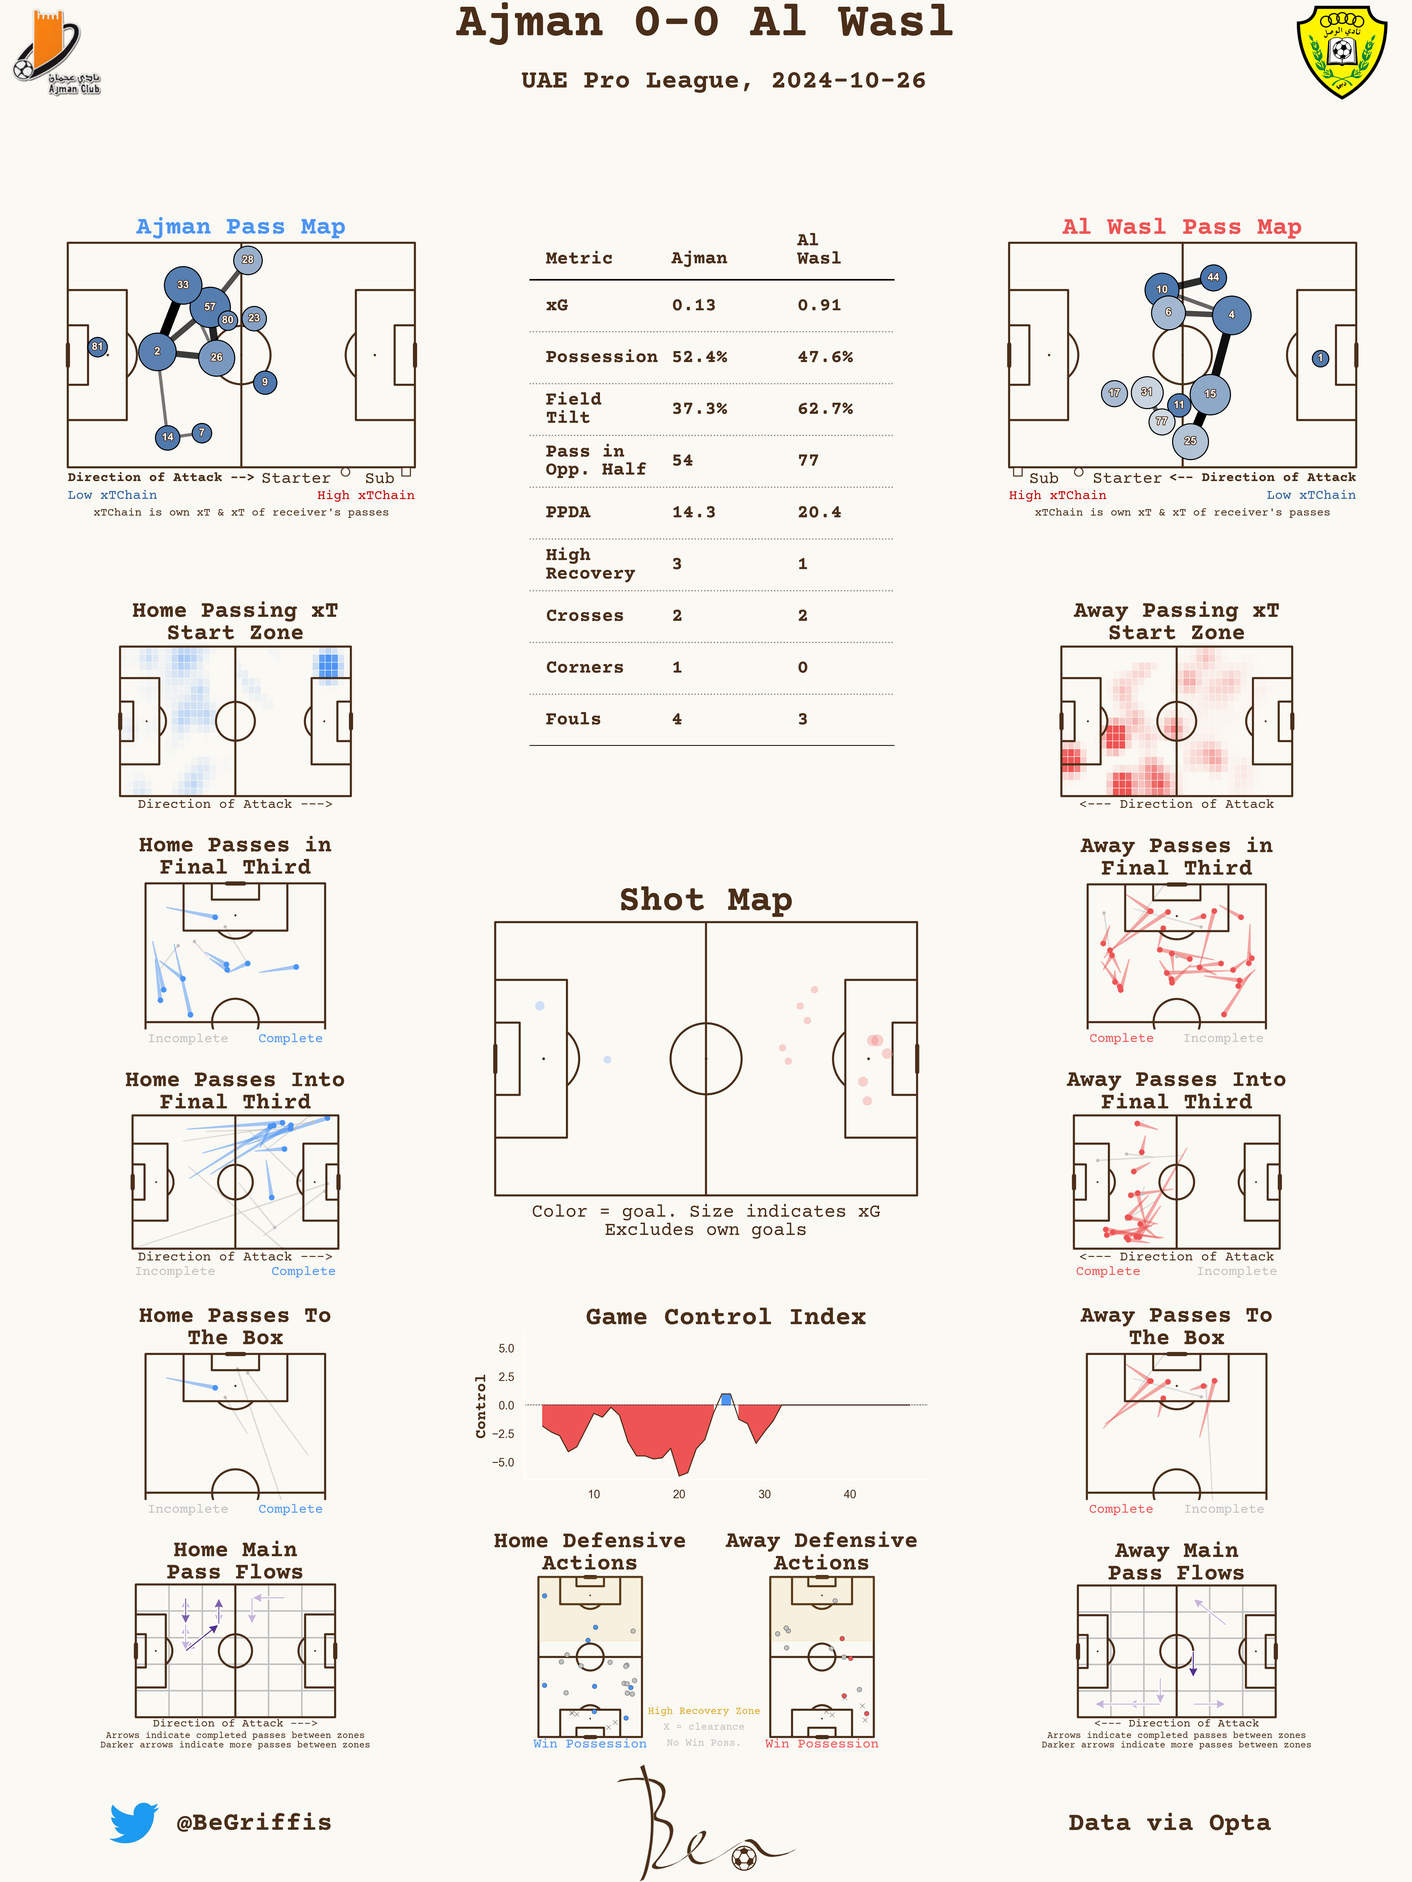 Ajman 0-0 Al Wasl
UAE Pro League, 2024-10-26
نادي عجمان
Ajman Club
نادي الوصل
دبي
Ajman Pass Map
28
33
57
80
23
81
2
26
9
14
7
Direction of Attack --> Starter Sub
Low xTChain High xTChain
xTChain is own xT & xT of receiver's passes
Metric Ajman Al Wasl
xG 0.13 0.91
Possession 52.4% 47.6%
Field Tilt 37.3% 62.7%
Pass in Opp. Half 54 77
PPDA 14.3 20.4
High Recovery 3 1
Crosses 2 2
Corners 1 0
Fouls 4 3
Al Wasl Pass Map
44
10
6
4
1
17
31
11
15
77
25
Sub Starter <-- Direction of Attack
High xTChain Low xTChain
xTChain is own xT & xT of receiver's passes
Home Passing xT
Start Zone
Direction of Attack --->
Away Passing xT
Start Zone
<--- Direction of Attack
Home Passes in
Final Third
Incomplete Complete
Away Passes in
Final Third
Complete Incomplete
Shot Map
Color = goal. Size indicates xG
Excludes own goals
Home Passes Into
Final Third
Direction of Attack --->
Incomplete Complete
Away Passes Into
Final Third
<--- Direction of Attack
Complete Incomplete
Home Passes To
The Box
Incomplete Complete
Game Control Index
Control
5.0
2.5
0.0
−2.5
−5.0
10 20 30 40
Away Passes To
The Box
Complete Incomplete
Home Main
Pass Flows
Direction of Attack --->
Arrows indicate completed passes between zones
Darker arrows indicate more passes between zones
Home Defensive
Actions
Win Possession
High Recovery Zone
X = clearance
No Win Poss.
Away Defensive
Actions
Win Possession
Away Main
Pass Flows
<--- Direction of Attack
Arrows indicate completed passes between zones
Darker arrows indicate more passes between zones
@BeGriffis
Ben
Data via Opta